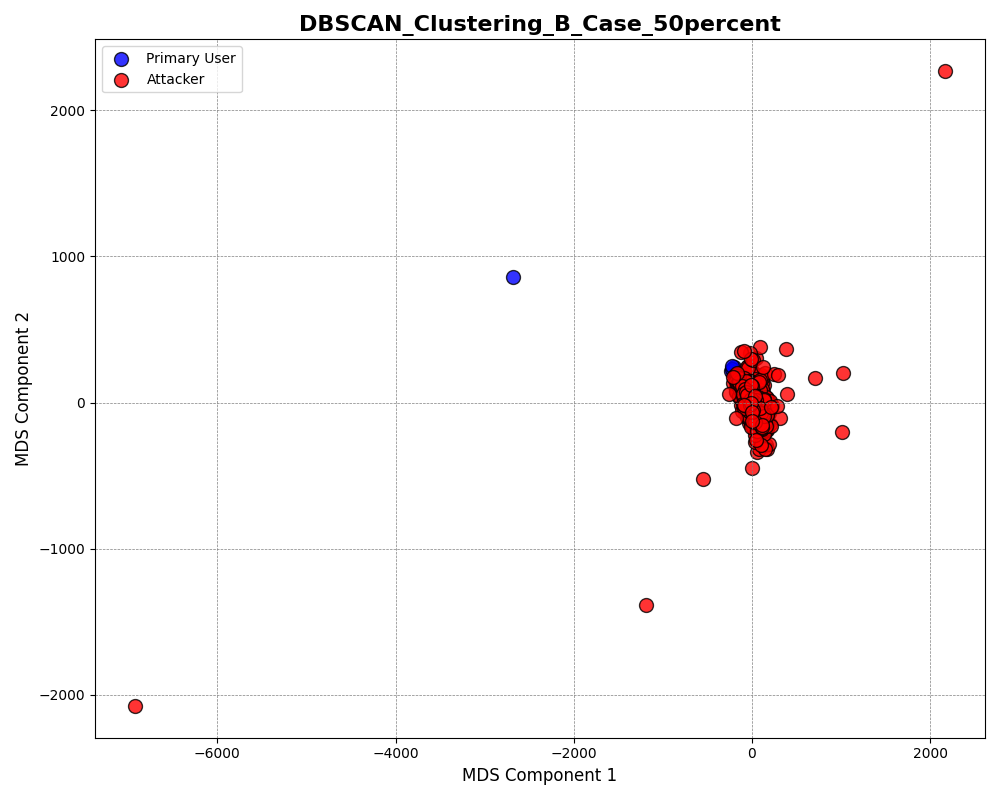 DBSCAN_Clustering_B_Case_50percent
Primary User
Attacker
MDS Component 2
2000
1000
0
−1000
−2000
−6000
−4000
−2000
0
2000
MDS Component 1